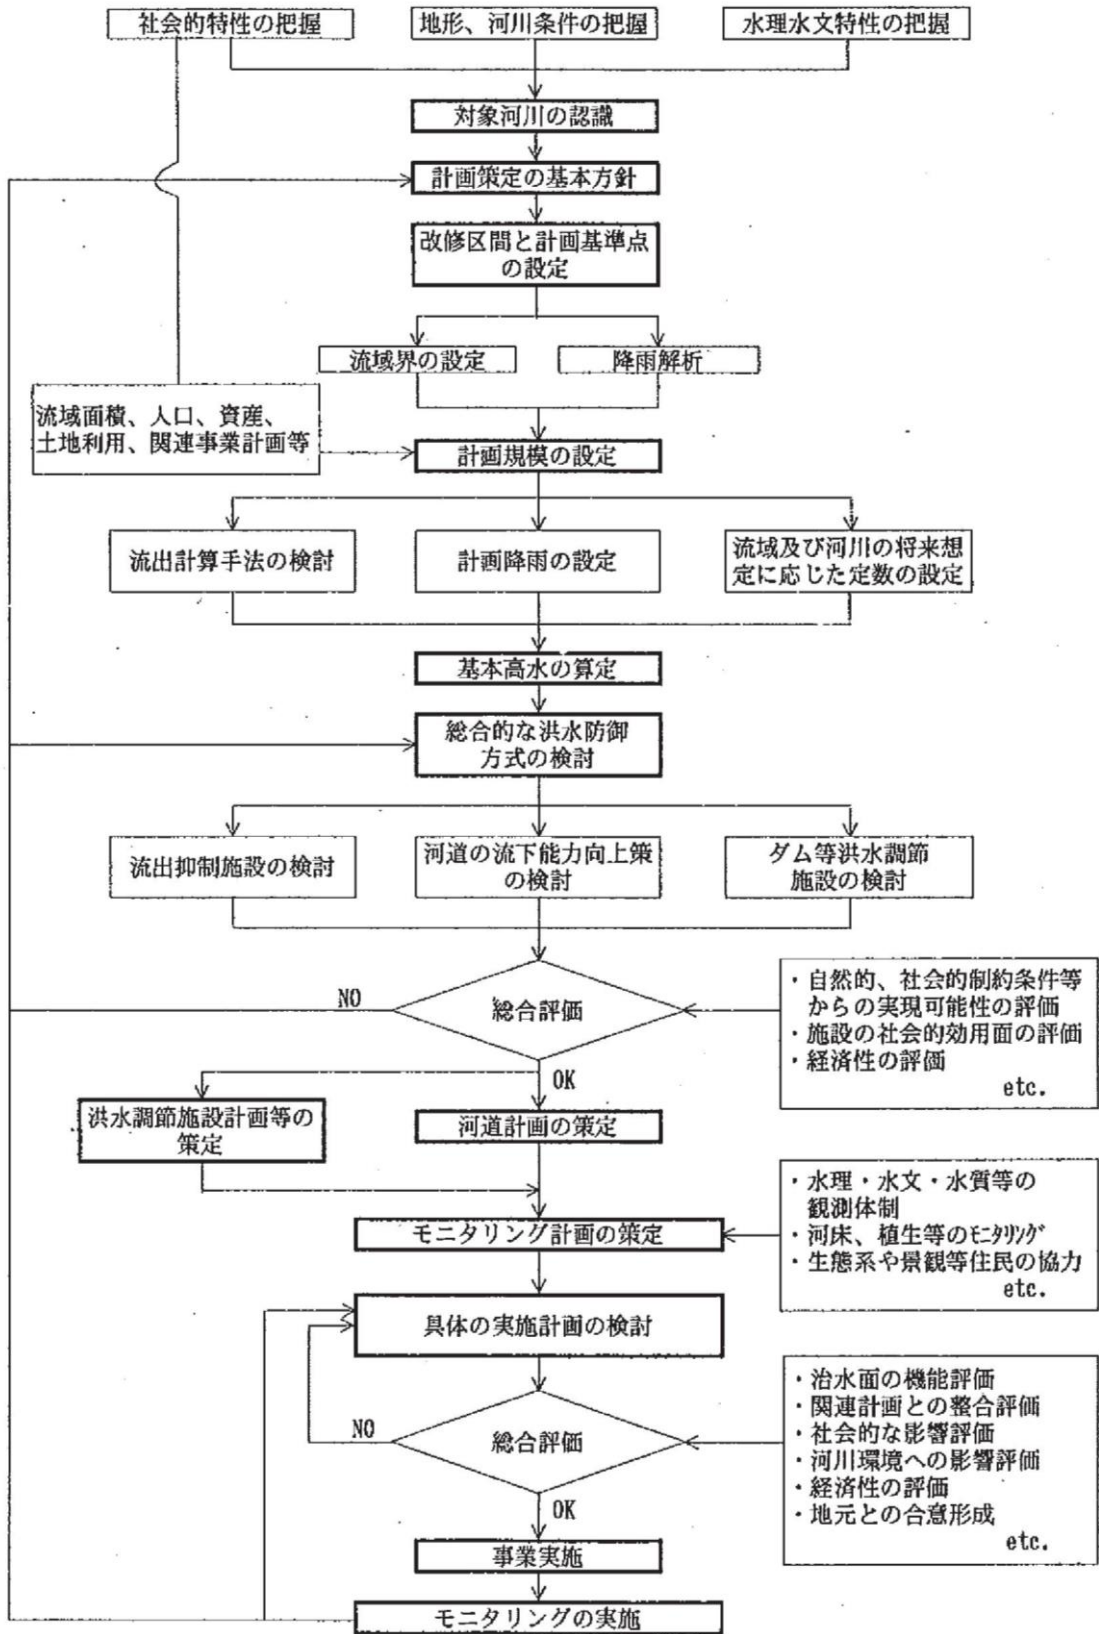 社会的特性の把握
地形、河川条件の把握
水理水文特性の把握
対象河川の認識
計画策定の基本方針
改修区間と計画基準点
の設定
流域界の設定
降雨解析
流域面積、人口、資産、
土地利用、関連事業計画等
計画規模の設定
流出計算手法の検討
計画降雨の設定
流域及び河川の将来想
定に応じた定数の設定
基本高水の算定
総合的な洪水防御
方式の検討
流出抑制施設の検討
河道の流下能力向上策
の検討
ダム等洪水調節
施設の検討
NO
総合評価
・自然的、社会的制約条件等
からの実現可能性の評価
・施設の社会的効用面の評価
・経済性の評価
etc.
OK
洪水調節施設計画等の
策定
河道計画の策定
・水理・水文・水質等の
観測体制
・河床、植生等のﾓﾆﾀﾘﾝｸﾞ
・生態系や景観等住民の協力
etc.
モニタリング計画の策定
具体の実施計画の検討
NO
総合評価
・治水面の機能評価
・関連計画との整合評価
・社会的な影響評価
・河川環境への影響評価
・経済性の評価
・地元との合意形成
etc.
OK
事業実施
モニタリングの実施